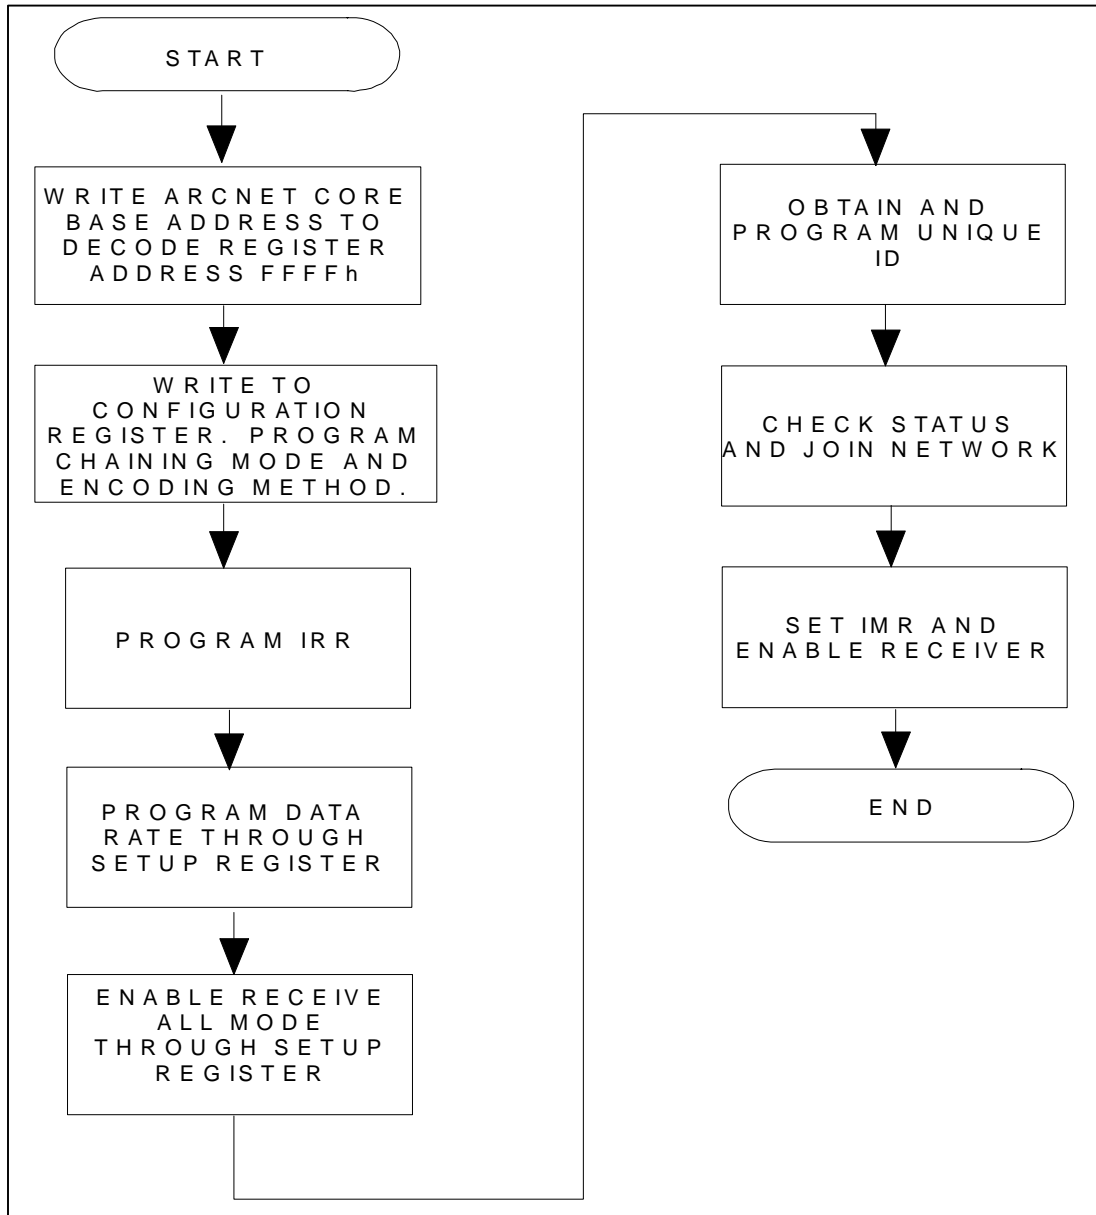 START
WRITE ARCNET CORE
BASE ADDRESS TO
DECODE REGISTER
ADDRESS FFFFh
WRITE TO
CONFIGURATION
REGISTER. PROGRAM
CHAINING MODE AND
ENCODING METHOD.
PROGRAM IRR
PROGRAM DATA
RATE THROUGH
SETUP REGISTER
ENABLE RECEIVE
ALL MODE
THROUGH SETUP
REGISTER
OBTAIN AND
PROGRAM UNIQUE
ID
CHECK STATUS
AND JOIN NETWORK
SET IMR AND
ENABLE RECEIVER
END